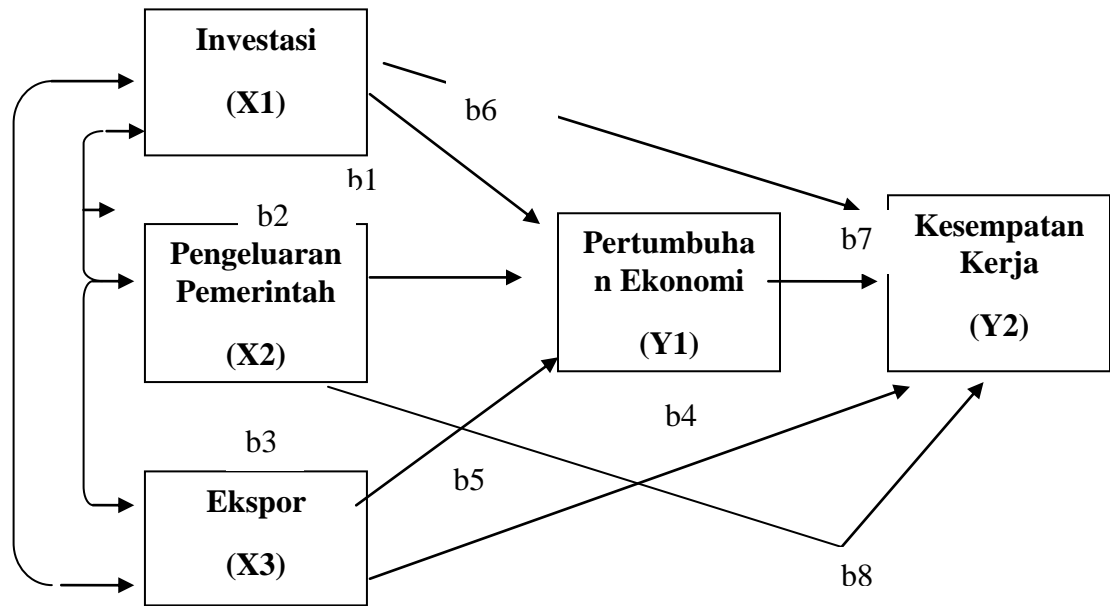 Investasi
(X1)
b6
b1
b2
Pengeluaran
Pemerintah
(X2)
Pertumbuha
n Ekonomi
(Y1)
b7
Kesempatan
Kerja
(Y2)
b4
b3
b5
Ekspor
(X3)
b8